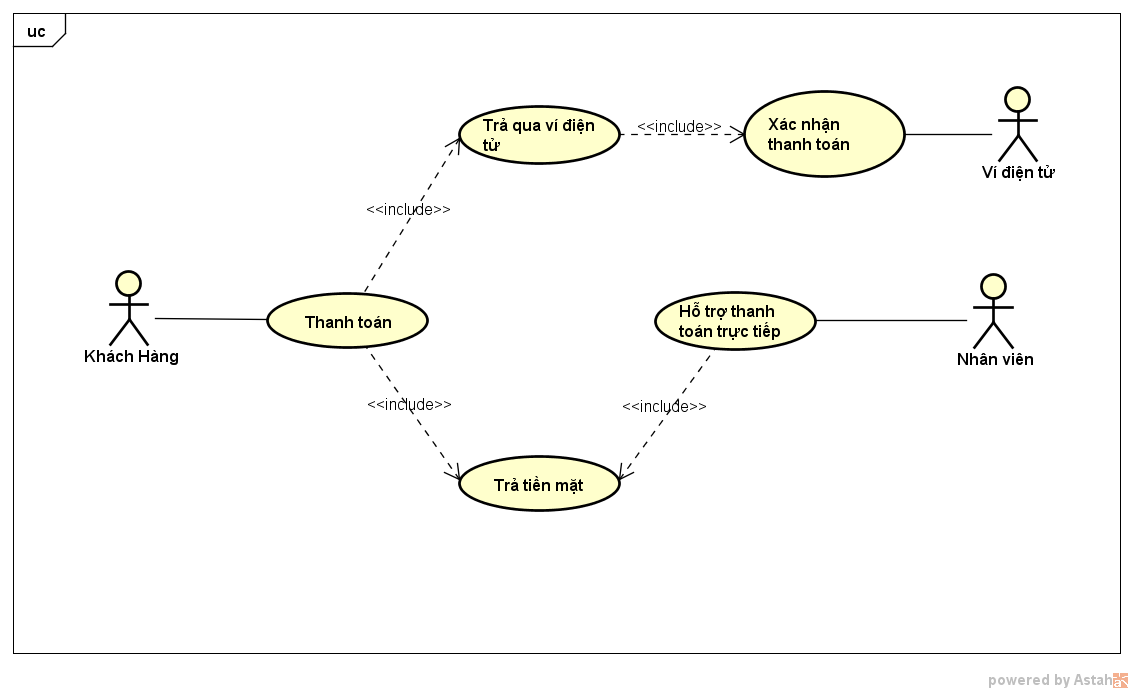 uc
Trả qua ví điện
tử
<<include>>
Xác nhận
thanh toán
Ví điện tử
<<include>>
Khách Hàng
Thanh toán
Hỗ trợ thanh
toán trực tiếp
Nhân viên
<<include>>
<<include>>
Trả tiền mặt
powered by Astah